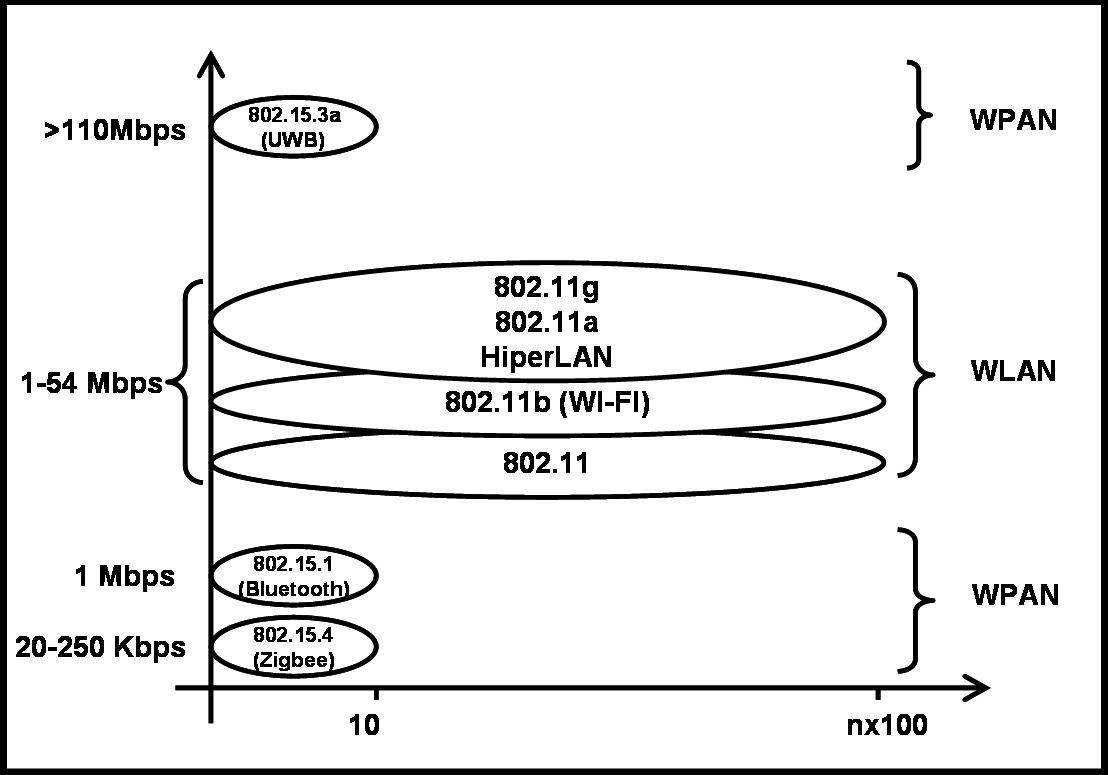 >110Mbps
802.15.3a
(UWB)
WPAN
802.11g
802.11a
HiperLAN
1-54 Mbps
WLAN
802.11b (WI-FI)
802.11
1 Mbps
802.15.1
(Bluetooth)
WPAN
20-250 Kbps
802.15.4
(Zigbee)
10
nx100